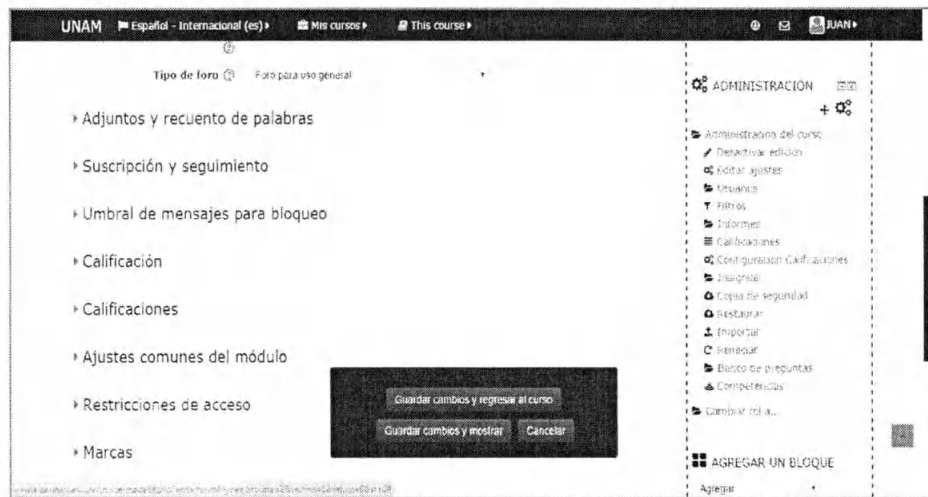 UNAM Español - Internacional (es) Mis cursos This course JUAN
Tipo de foro Foro para uso general
Adjuntos y recuento de palabras
Suscripción y seguimiento
Umbral de mensajes para bloqueo
Calificación
Calificaciones
Ajustes comunes del módulo
Restricciones de acceso
Marcas
Guardar cambios y regresar al curso
Guardar cambios y mostrar Cancelar
ADMINISTRACIÓN
Administración del curso
Desactivar edición
Editar ajustes
Usuarios
Filtros
Informes
Calificaciones
Configuración Calificaciones
Insignias
Copia de seguridad
Restaurar
Importar
Reiniciar
Banco de preguntas
Competencias
Cambiar rol a...
AGREGAR UN BLOQUE
Agregar